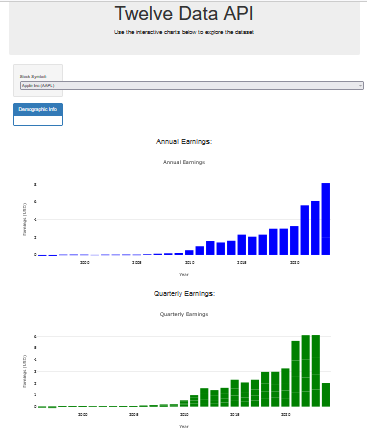 Twelve Data API
Use the interactive charts below to explore the dataset
Stock Symbol:
Apple Inc (AAPL)
Demographic Info
Annual Earnings:
Annual Earnings
Earnings (USD)
8
6
4
2
0
2000
2005
2010
2015
2020
Year
Quarterly Earnings:
Quarterly Earnings
Earnings (USD)
6
5
4
3
2
1
0
2000
2005
2010
2015
2020
Year